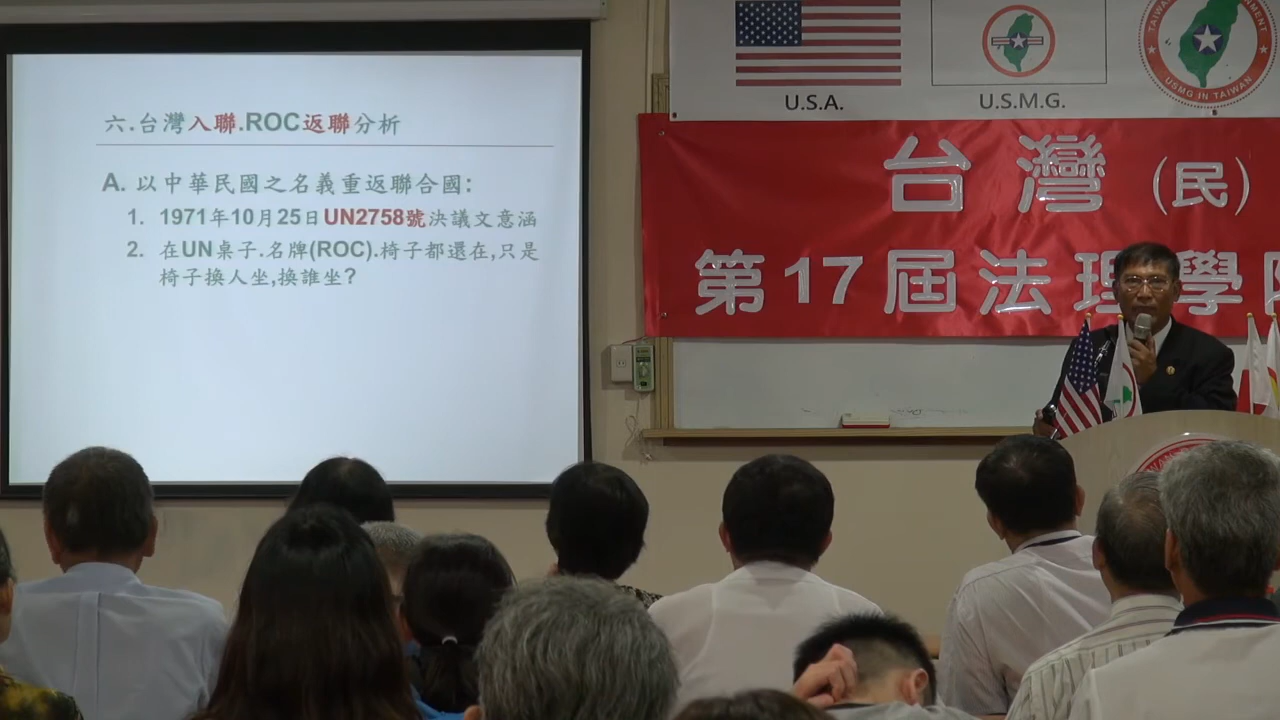 六.台灣入聯.ROC返聯分析
A. 以中華民國之名義重返聯合國:
1. 1971年10月25日UN2758號決議文意涵
2. 在UN桌子.名牌(ROC).椅子都還在,只是
椅子換人坐,換誰坐?
U.S.A.
U.S.M.G.
USMG IN TAIWAN
台灣(民)
第17屆法理學